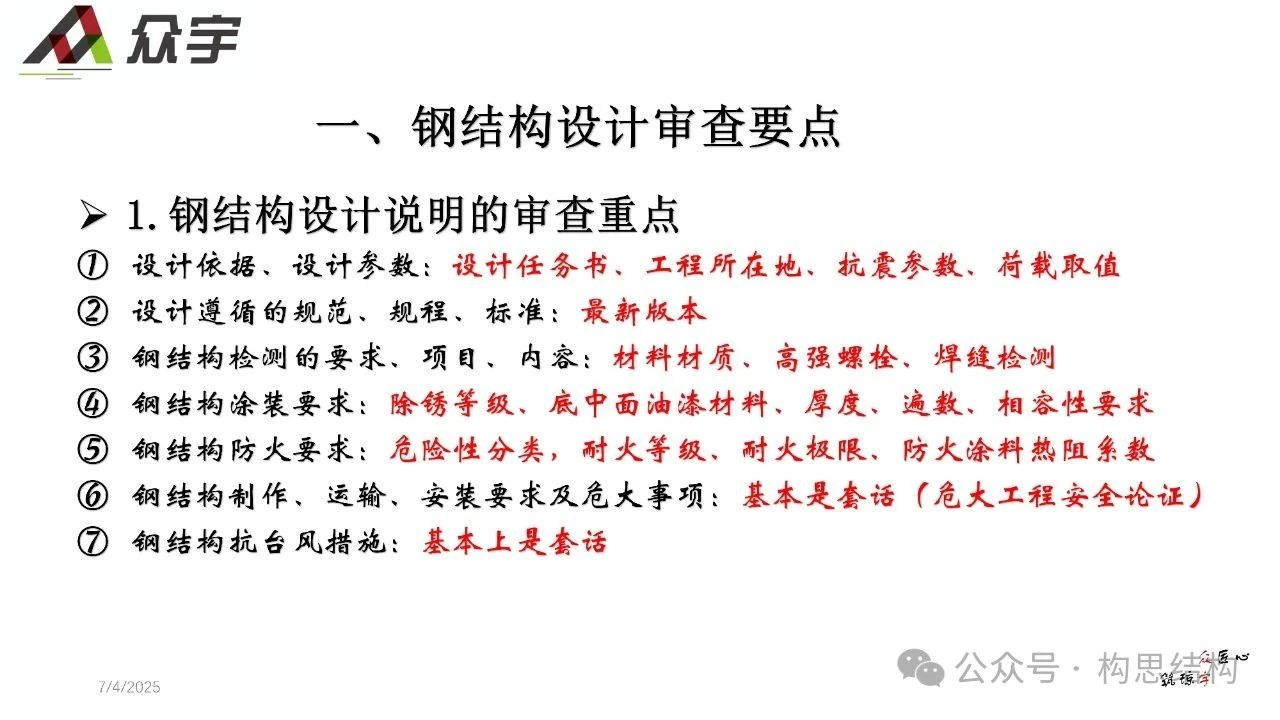 众宇
一、钢结构设计审查要点
➢ 1.钢结构设计说明的审查重点
① 设计依据、设计参数：设计任务书、工程所在地、抗震参数、荷载取值
② 设计遵循的规范、规程、标准：最新版本
③ 钢结构检测的要求、项目、内容：材料材质、高强螺栓、焊缝检测
④ 钢结构涂装要求：除锈等级、底中面油漆材料、厚度、遍数、相容性要求
⑤ 钢结构防火要求：危险性分类，耐火等级、耐火极限、防火涂料热阻系数
⑥ 钢结构制作、运输、安装要求及危大事项：基本是套话（危大工程安全论证）
⑦ 钢结构抗台风措施：基本上是套话
众匠心
公众号·构思结构
筑琼宇
7/4/2025